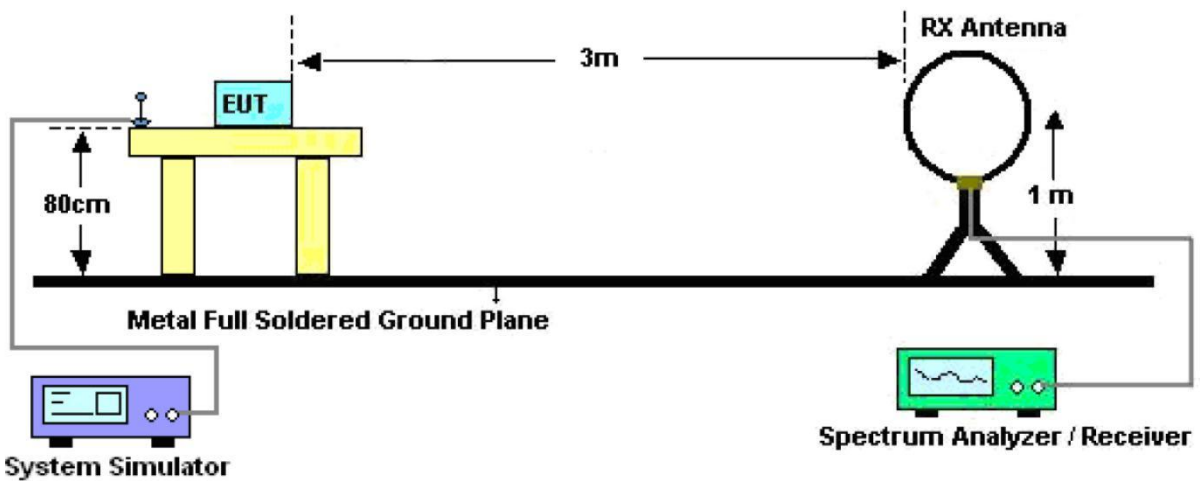 RX Antenna
3m
EUT
80cm
1 m
Metal Full Soldered Ground Plane
System Simulator
Spectrum Analyzer / Receiver